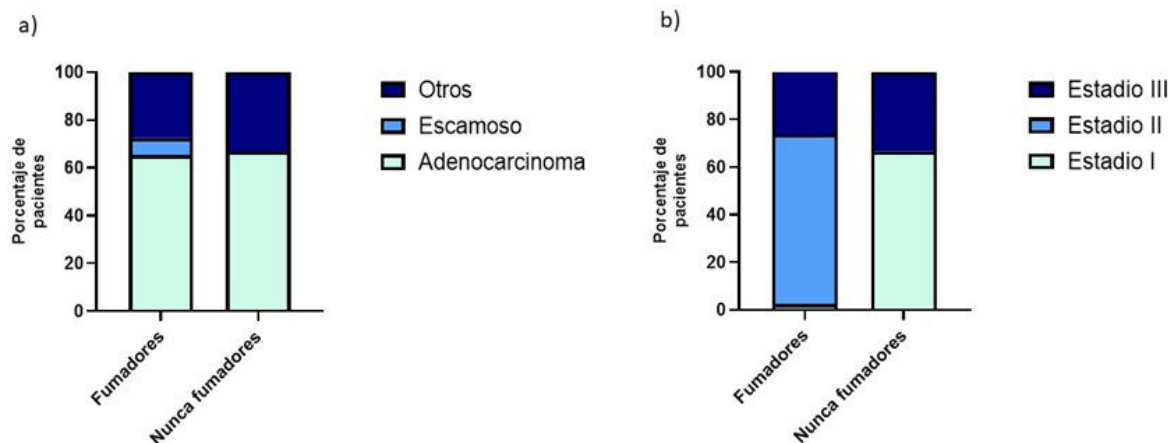 a)
100
80
60
40
20
0
Porcentaje de
pacientes
Fumadores
Nunca fumadores
Otros
Escamoso
Adenocarcinoma
b)
100
80
60
40
20
0
Porcentaje de
pacientes
Fumadores
Nunca fumadores
Estadio III
Estadio II
Estadio I